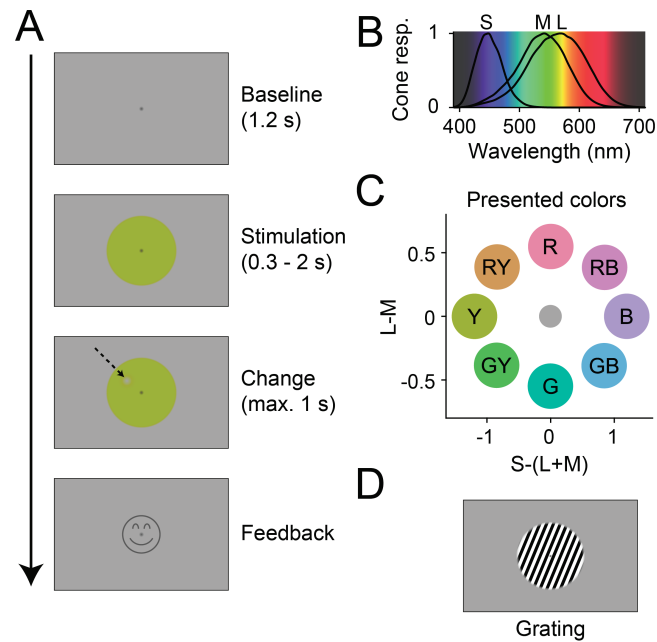 A
Baseline
(1.2 s)
Stimulation
(0.3 - 2 s)
Change
(max. 1 s)
Feedback
B
S M L
Cone resp.
1
0
400 500 600 700
Wavelength (nm)
C
Presented colors
L-M
0.5
0
-0.5
R
RY
RB
Y
B
GY
GB
G
-1 0 1
S-(L+M)
D
Grating